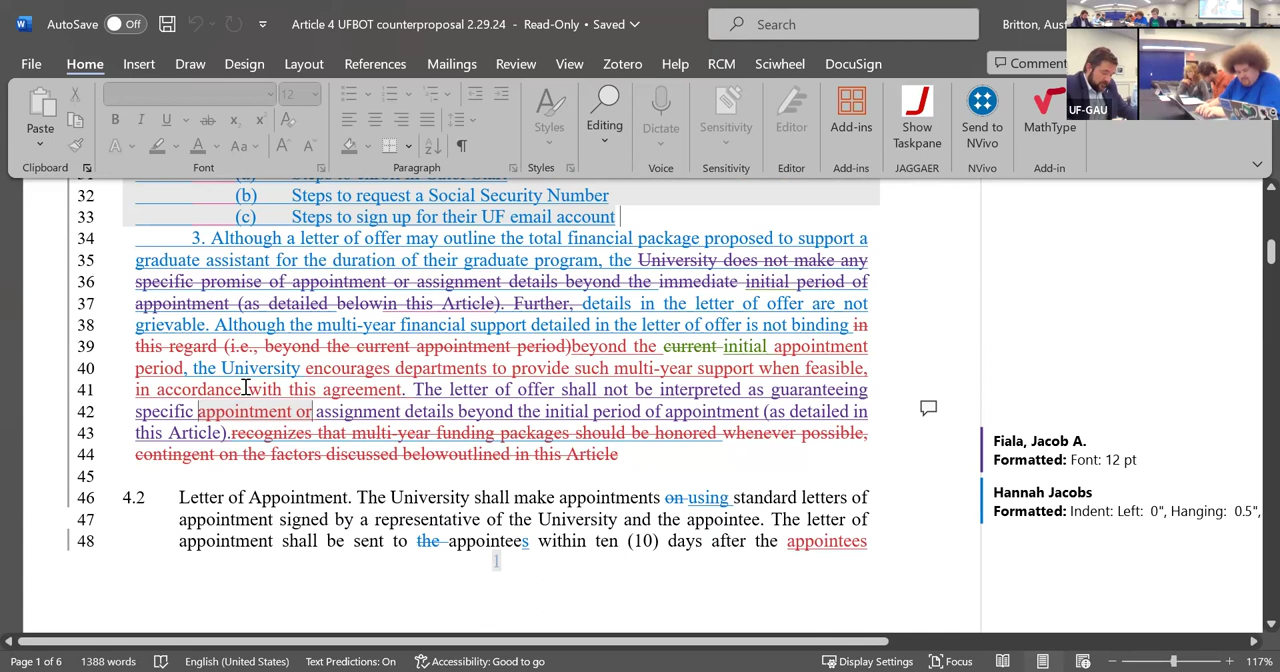 AutoSave Off Article 4 UFBOT counterproposal 2.29.24 - Read-Only • Saved Search Britton, Aust
File Home Insert Draw Design Layout References Mailings Review View Zotero Help RCM Sciwheel DocuSign Comment
UF-GAU
12
Paste Styles Editing Dictate Sensitivity Editor Add-ins Show Taskpane Send to NVivo MathType
Clipboard Font Paragraph Styles Voice Sensitivity Editor Add-ins JAGGAER NVivo Add-in
32 (b) Steps to request a Social Security Number
33 (c) Steps to sign up for their UF email account
34 3. Although a letter of offer may outline the total financial package proposed to support a
35 graduate assistant for the duration of their graduate program, the University does not make any
36 specific promise of appointment or assignment details beyond the immediate initial period of
37 appointment (as detailed belowin this Article). Further, details in the letter of offer are not
38 grievable. Although the multi-year financial support detailed in the letter of offer is not binding in
39 this regard (i.e., beyond the current appointment period)beyond the current initial appointment
40 period, the University encourages departments to provide such multi-year support when feasible,
41 in accordance with this agreement. The letter of offer shall not be interpreted as guaranteeing
42 specific appointment or assignment details beyond the initial period of appointment (as detailed in
43 this Article).recognizes that multi-year funding packages should be honored whenever possible,
44 contingent on the factors discussed belowoutlined in this Article
45
46 4.2 Letter of Appointment. The University shall make appointments on using standard letters of
47 appointment signed by a representative of the University and the appointee. The letter of
48 appointment shall be sent to the appointees within ten (10) days after the appointees
1
Fiala, Jacob A.
Formatted: Font: 12 pt
Hannah Jacobs
Formatted: Indent: Left: 0", Hanging: 0.5",
Page 1 of 6 1388 words English (United States) Text Predictions: On Accessibility: Good to go Display Settings Focus 117%